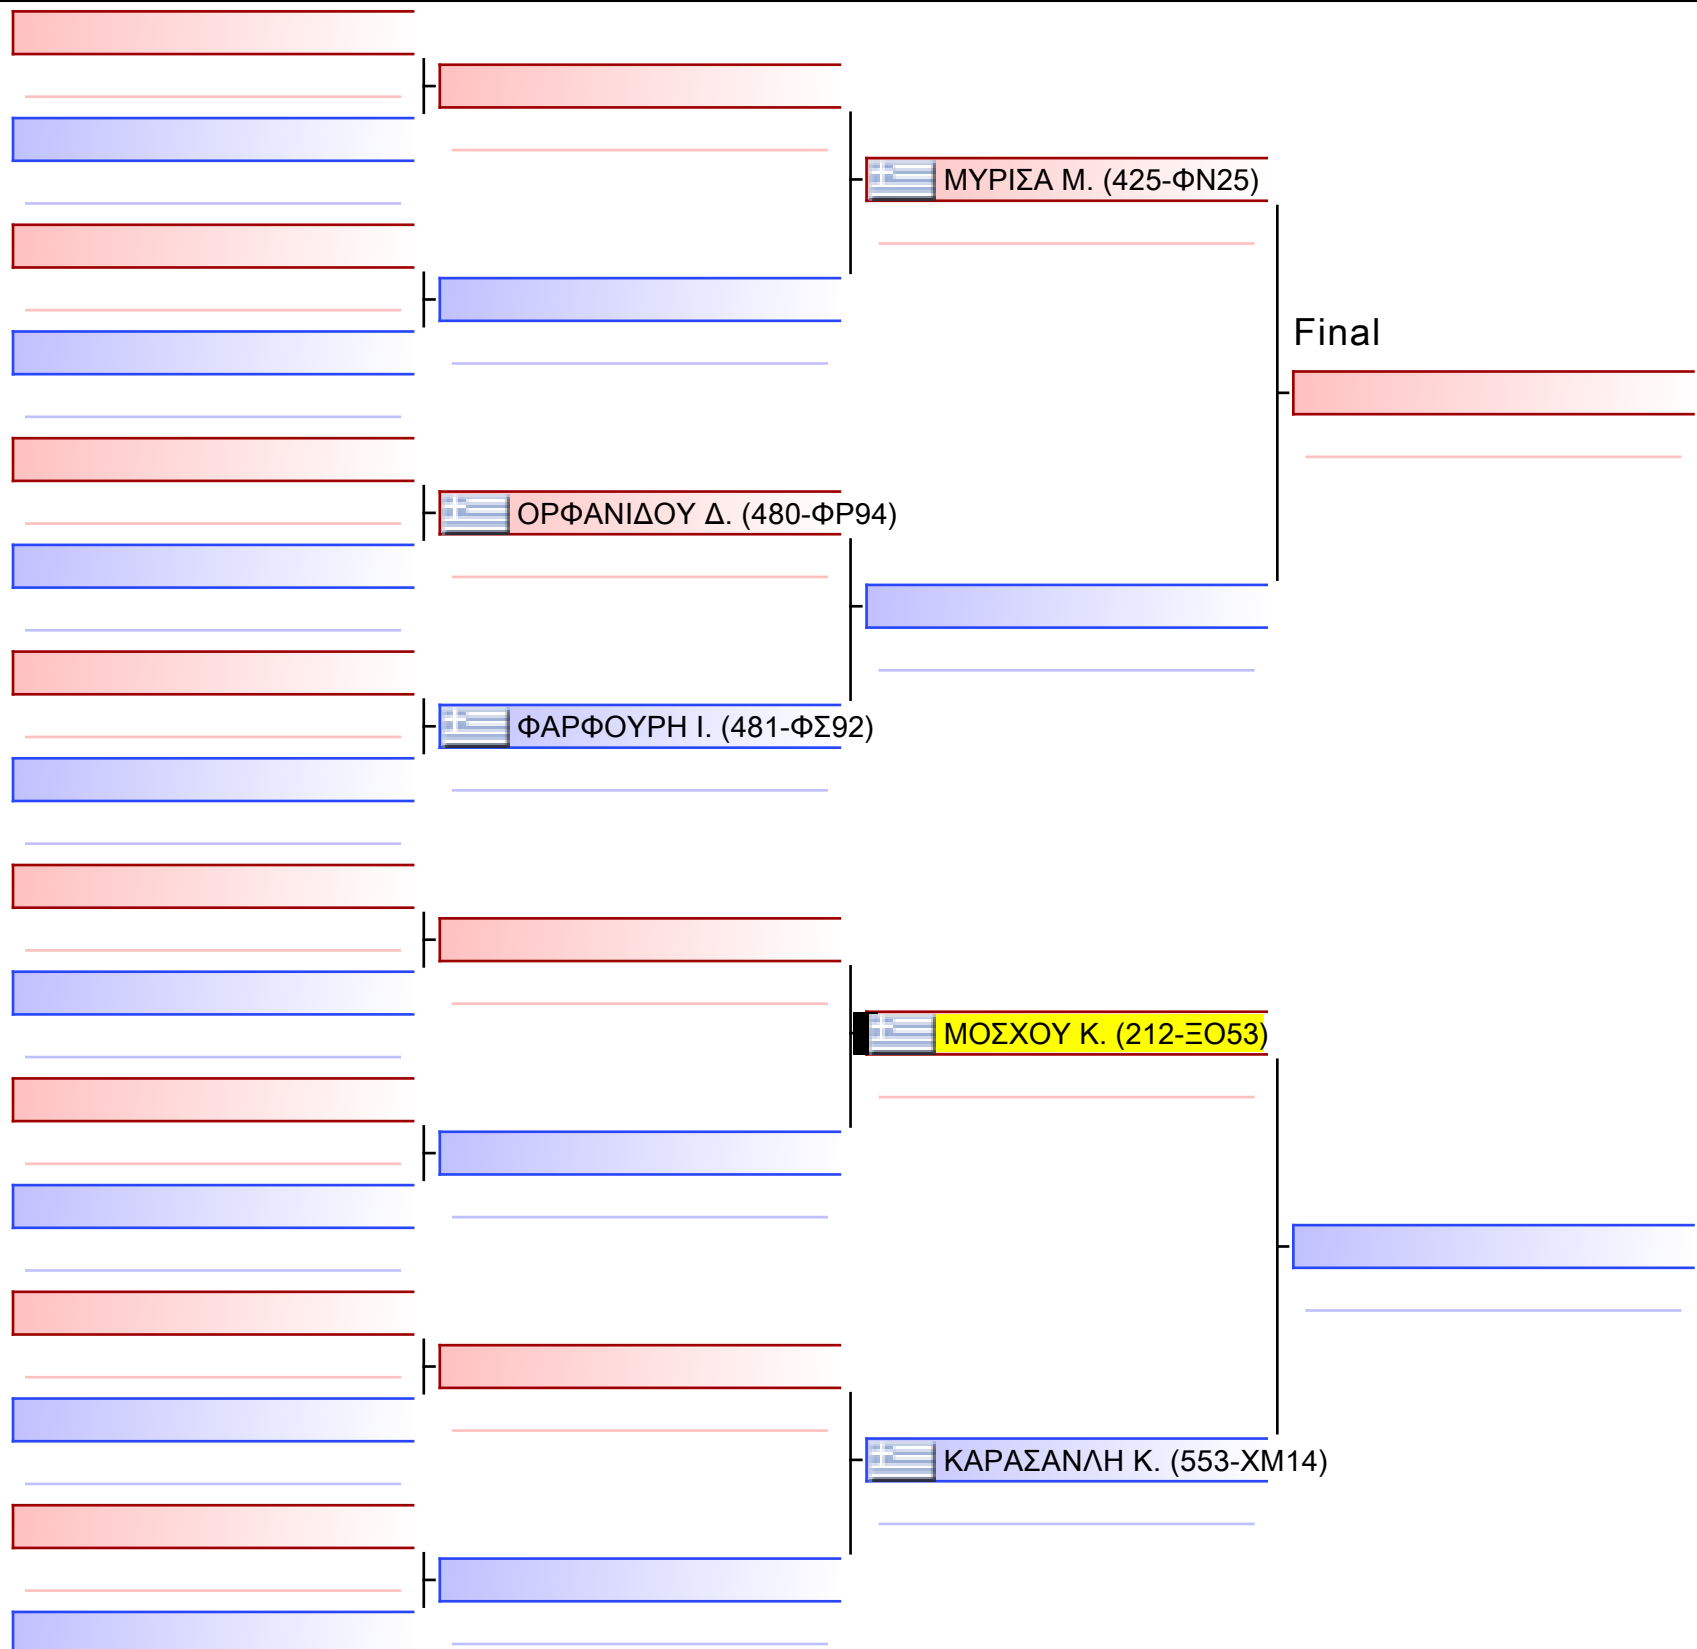 ΜΥΡΙΣΑ Μ. (425-ΦΝ25)
Final
ΟΡΦΑΝΙΔΟΥ Δ. (480-ΦΡ94)
ΦΑΡΦΟΥΡΗ Ι. (481-ΦΣ92)
ΜΟΣΧΟΥ Κ. (212-ΞΟ53)
ΚΑΡΑΣΑΝΛΗ Κ. (553-ΧΜ14)